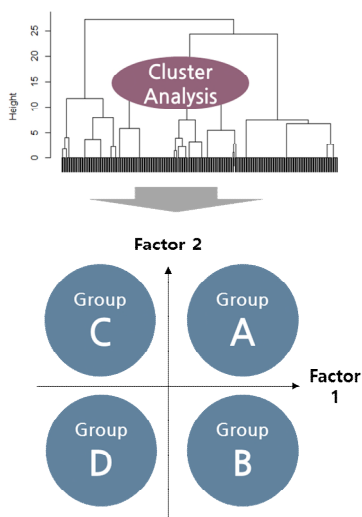 25
20
15
10
5
0
Height
Cluster
Analysis
Factor 2
Group
C
Group
A
Factor
1
Group
D
Group
B